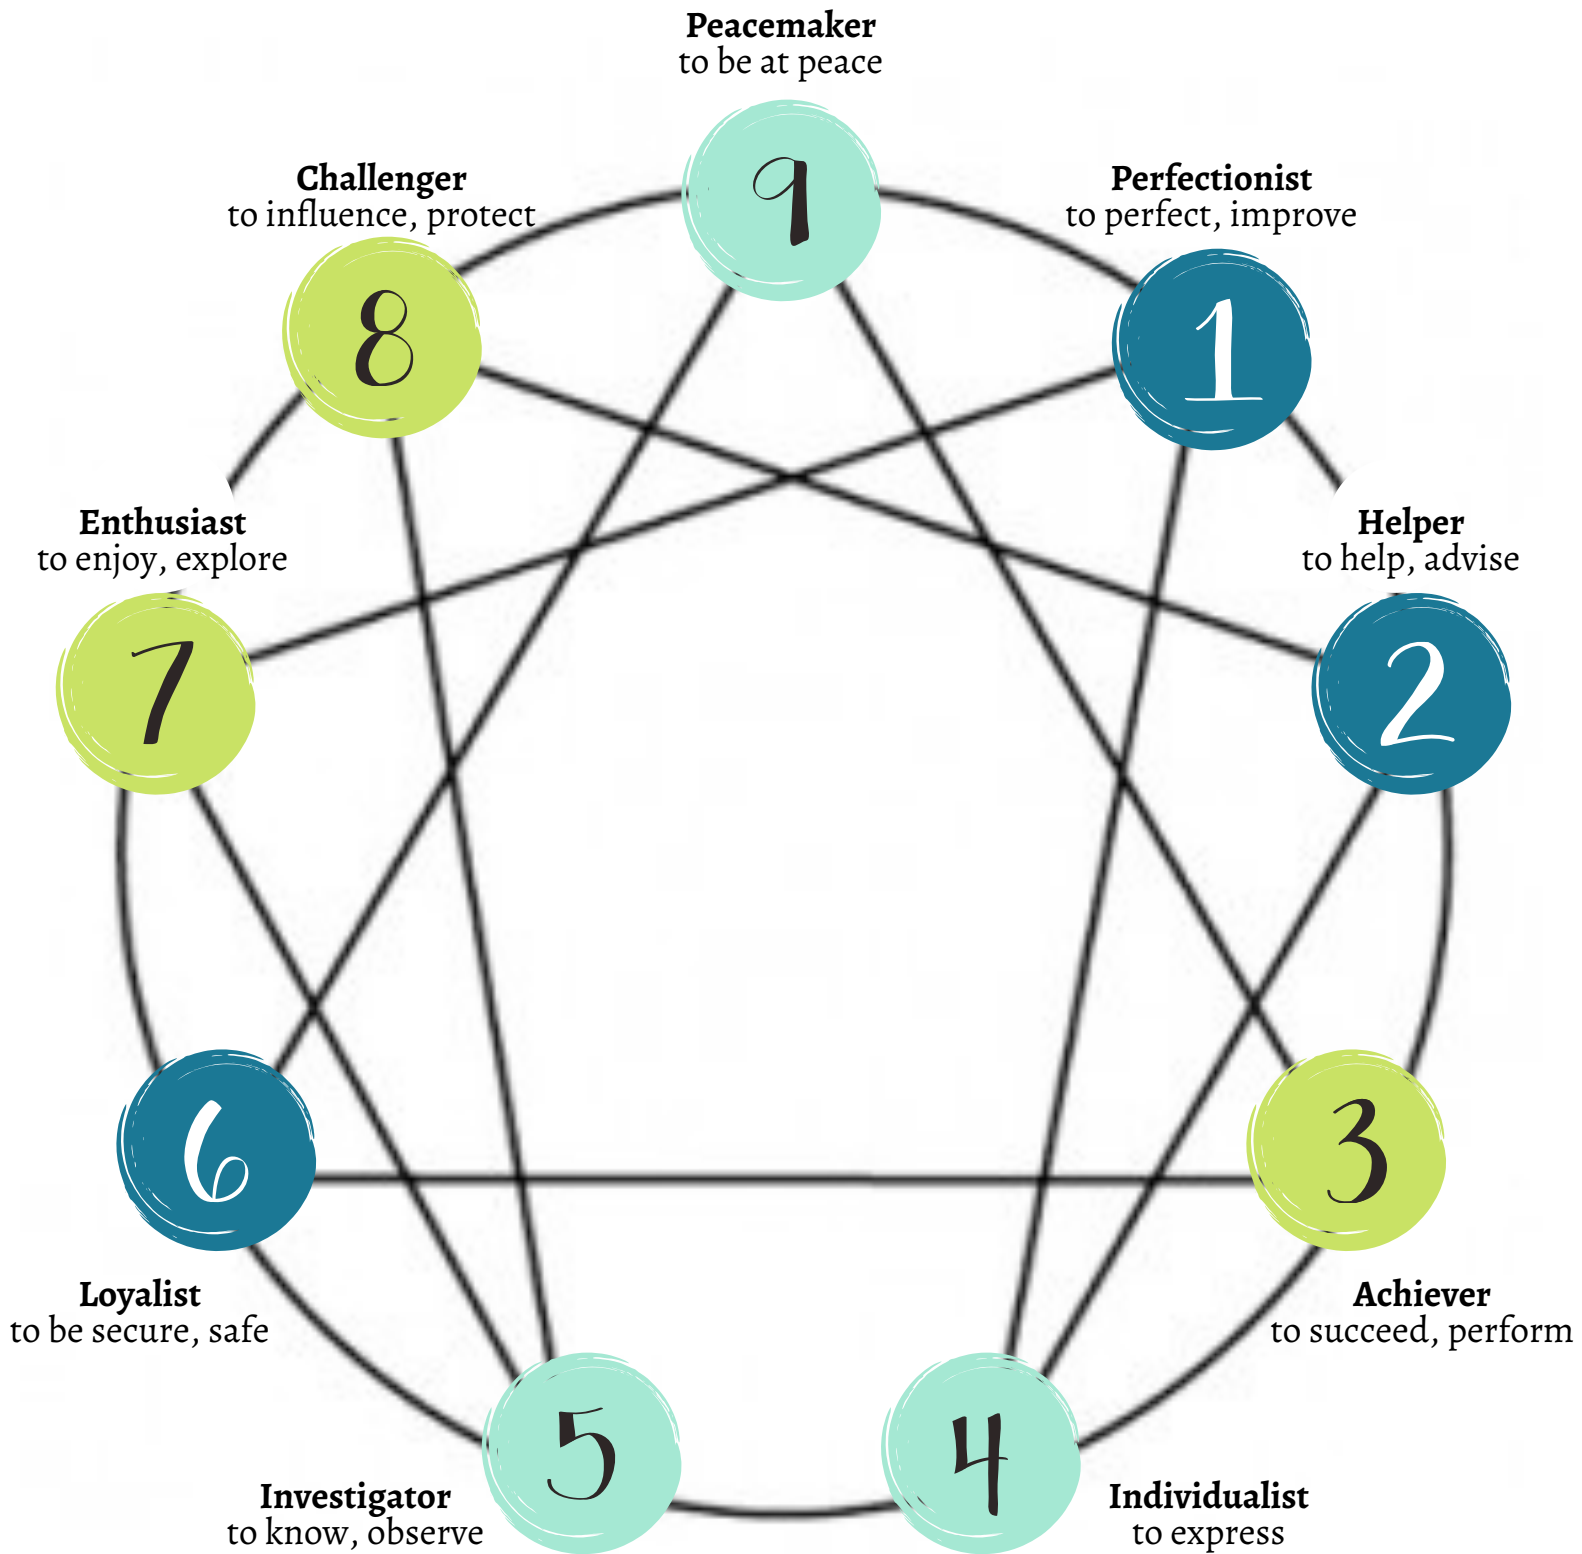 Peacemaker
to be at peace
9
Challenger
to influence, protect
8
Perfectionist
to perfect, improve
1
Enthusiast
to enjoy, explore
7
Helper
to help, advise
2
6
Loyalist
to be secure, safe
3
Achiever
to succeed, perform
5
Investigator
to know, observe
4
Individualist
to express